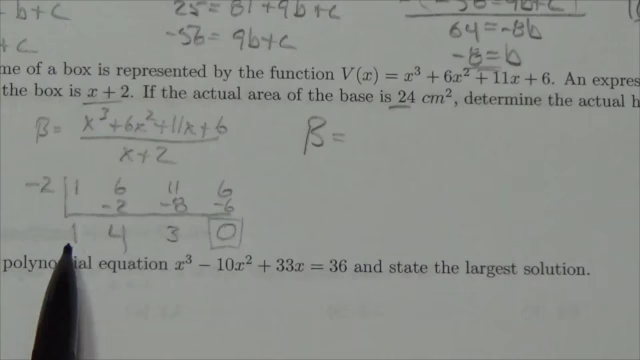 - b + c
25 = 81 + 9b + c
64 = -8b
+ c
-56 = 9b + c
-8 = b
me of a box is represented by the function V(x) = x³ + 6x² + 11x + 6. An expres
the box is x + 2. If the actual area of the base is 24 cm², determine the actual h
β = x³ + 6x² + 11x + 6
x + 2
β =
-2 | 1 6 11 6
-2 -8 -6
1 4 3 0
polynomial equation x³ − 10x² + 33x = 36 and state the largest solution.